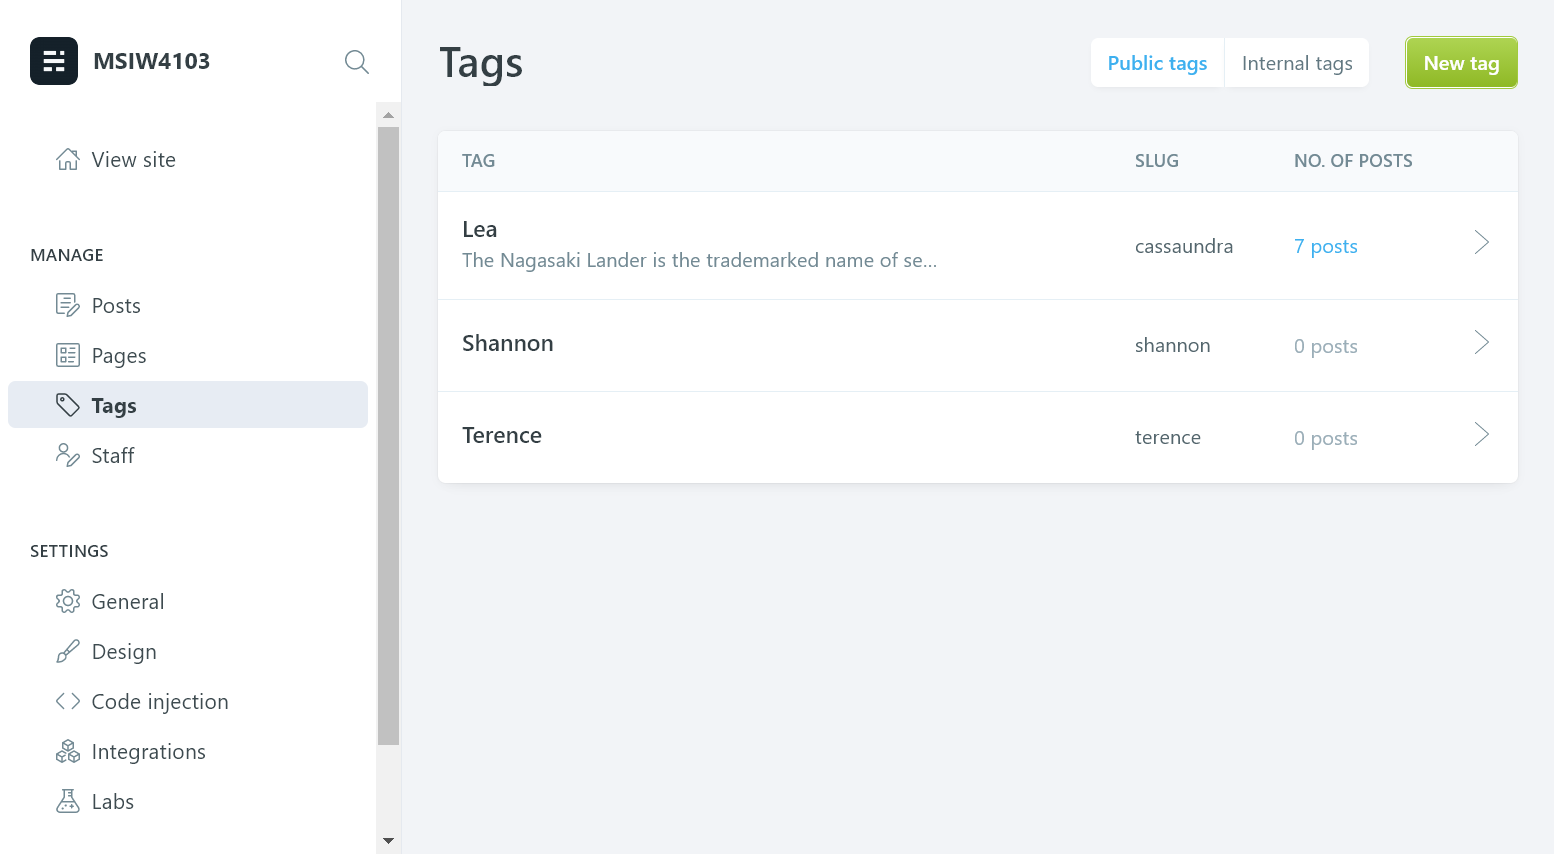 MSIW4103
View site
MANAGE
Posts
Pages
Tags
Staff
SETTINGS
General
Design
Code injection
Integrations
Labs
Tags
Public tags
Internal tags
New tag
TAG SLUG NO. OF POSTS
Lea
The Nagasaki Lander is the trademarked name of se...
cassaundra 7 posts
Shannon shannon 0 posts
Terence terence 0 posts